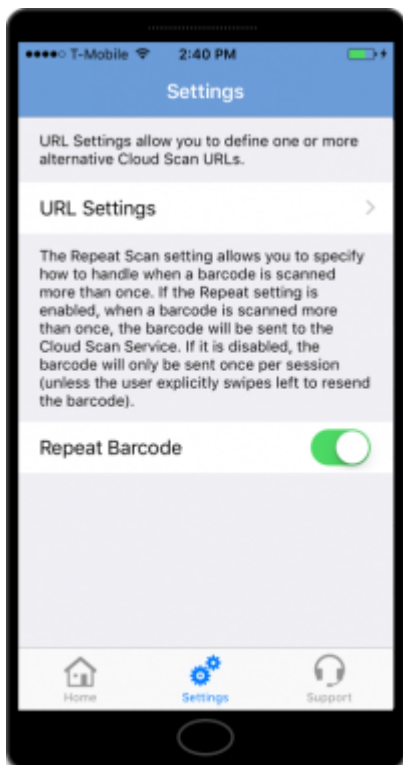 T-Mobile 2:40 PM
Settings
URL Settings allow you to define one or more
alternative Cloud Scan URLs.
URL Settings
The Repeat Scan setting allows you to specify
how to handle when a barcode is scanned
more than once. If the Repeat setting is
enabled, when a barcode is scanned more
than once, the barcode will be sent to the
Cloud Scan Service. If it is disabled, the
barcode will only be sent once per session
(unless the user explicitly swipes left to resend
the barcode).
Repeat Barcode
Home Settings Support